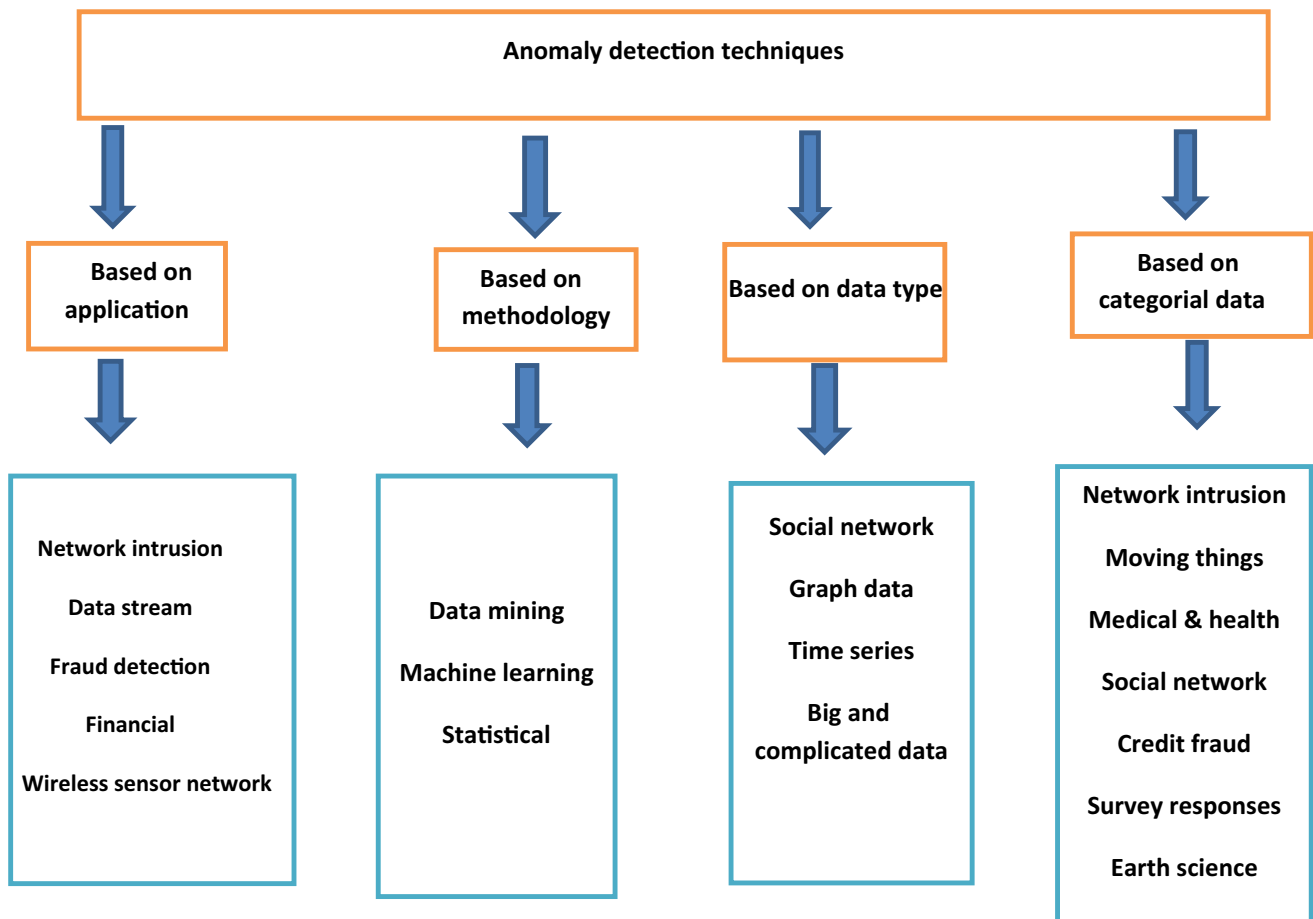 Anomaly detection techniques
Based on
application
Based on
methodology
Based on data type
Based on
categorial data
Network intrusion
Data stream
Fraud detection
Financial
Wireless sensor network
Data mining
Machine learning
Statistical
Social network
Graph data
Time series
Big and
complicated data
Network intrusion
Moving things
Medical & health
Social network
Credit fraud
Survey responses
Earth science